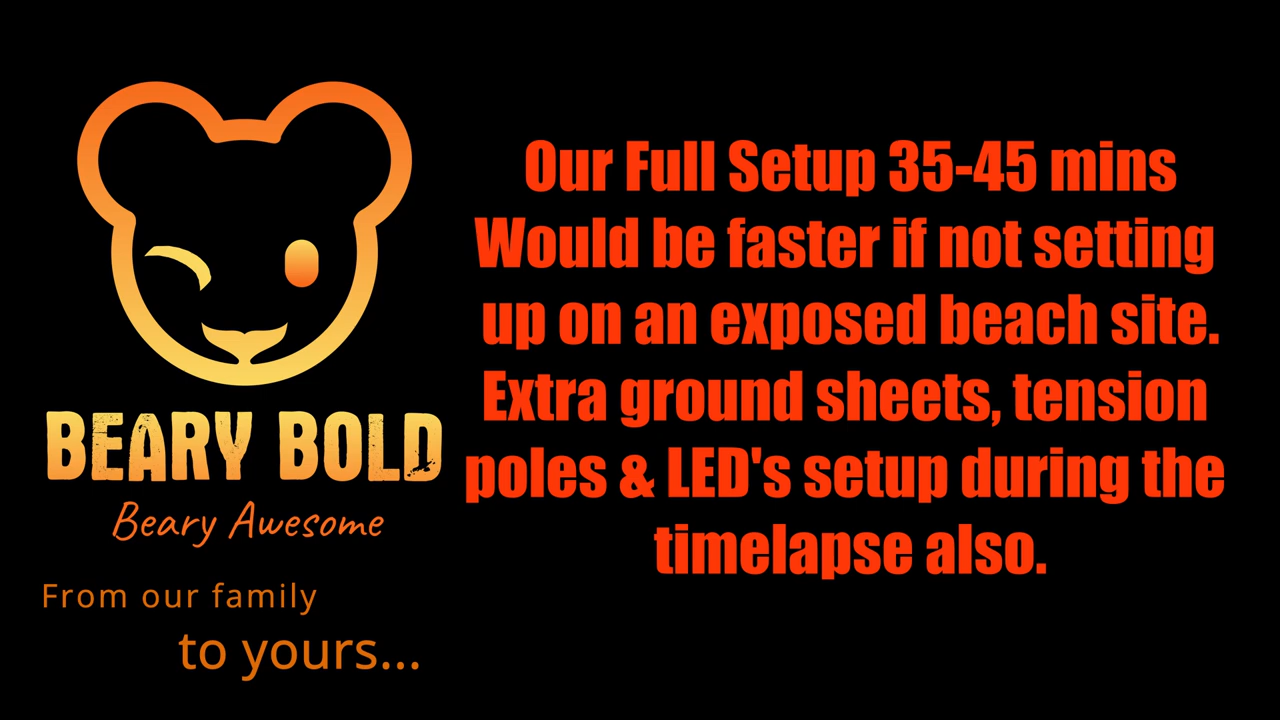 BEARY BOLD
Beary Awesome
From our family
to yours...
Our Full Setup 35-45 mins
Would be faster if not setting
up on an exposed beach site.
Extra ground sheets, tension
poles & LED's setup during the
timelapse also.